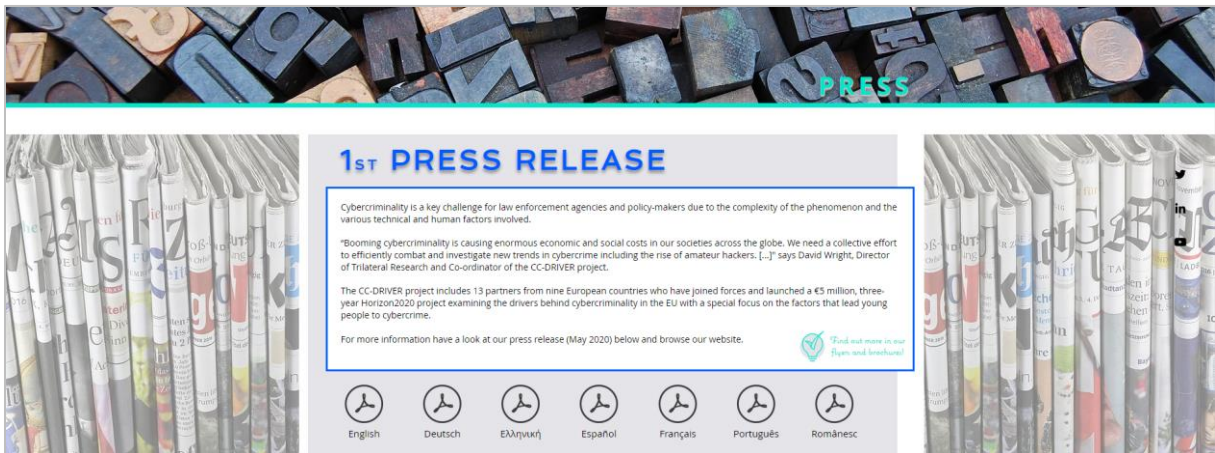 PRESS
1ST PRESS RELEASE
Cybercriminality is a key challenge for law enforcement agencies and policy-makers due to the complexity of the phenomenon and the
various technical and human factors involved.
"Booming cybercriminality is causing enormous economic and social costs in our societies across the globe. We need a collective effort
to efficiently combat and investigate new trends in cybercrime including the rise of amateur hackers. [...]" says David Wright, Director
of Trilateral Research and Co-ordinator of the CC-DRIVER project.
The CC-DRIVER project includes 13 partners from nine European countries who have joined forces and launched a €5 million, three-
year Horizon2020 project examining the drivers behind cybercriminality in the EU with a special focus on the factors that lead young
people to cybercrime.
For more information have a look at our press release (May 2020) below and browse our website.
Find out more in our
flyer and brochure!
English Deutsch Ελληνική Español Français Português Românesc